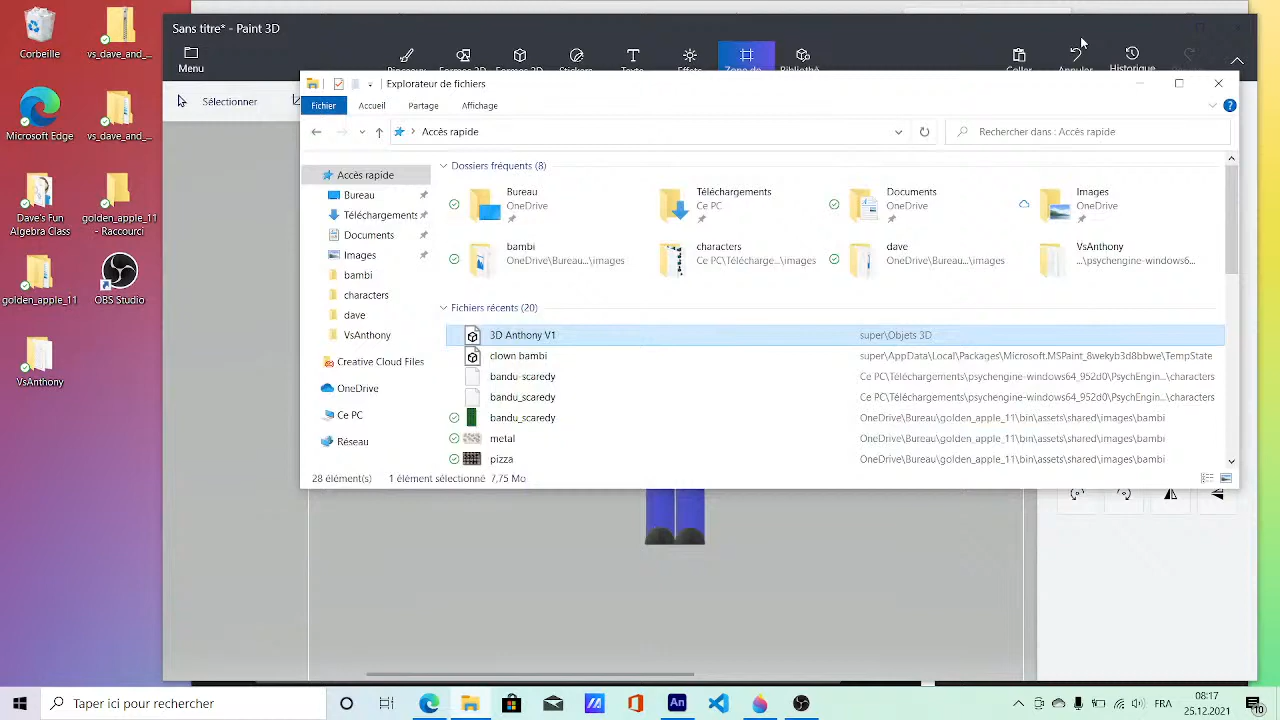 Corbeille
vs_dave_and_...
Microsoft Edge
vs_dave_and_...
Dave's Fun
Algebra Class
golden_apple_11
- Raccourci
golden_apple_11
OBS Studio
VsAnthony
Sans titre* - Paint 3D
Menu
Texte
Effets
Coller
Annuler
Historique
Sélectionner
Explorateur de fichiers
Fichier
Accueil
Partage
Affichage
Accès rapide
Rechercher dans : Accès rapide
Accès rapide
Bureau
Téléchargements
Documents
Images
bambi
characters
dave
VsAnthony
Creative Cloud Files
OneDrive
Ce PC
Réseau
Dossiers fréquents (8)
Bureau
OneDrive
Téléchargements
Ce PC
Documents
OneDrive
Images
OneDrive
bambi
OneDrive\Bureau...\images
characters
Ce PC\Télécharge...\images
dave
OneDrive\Bureau...\images
VsAnthony
...\psychengine-windows6...
Fichiers récents (20)
3D Anthony V1 super\Objets 3D
clown bambi super\AppData\Local\Packages\Microsoft.MSPaint_8wekyb3d8bbwe\TempState
bandu_scaredy Ce PC\Téléchargements\psychengine-windows64_952d0\PsychEngin...\characters
bandu_scaredy Ce PC\Téléchargements\psychengine-windows64_952d0\PsychEngin...\characters
bandu_scaredy OneDrive\Bureau\golden_apple_11\bin\assets\shared\images\bambi
metal OneDrive\Bureau\golden_apple_11\bin\assets\shared\images\bambi
pizza OneDrive\Bureau\golden_apple_11\bin\assets\shared\images\bambi
28 élément(s) 1 élément sélectionné 7,75 Mo
Taper ici pour rechercher
An
FRA
08:17
25.12.2021
10